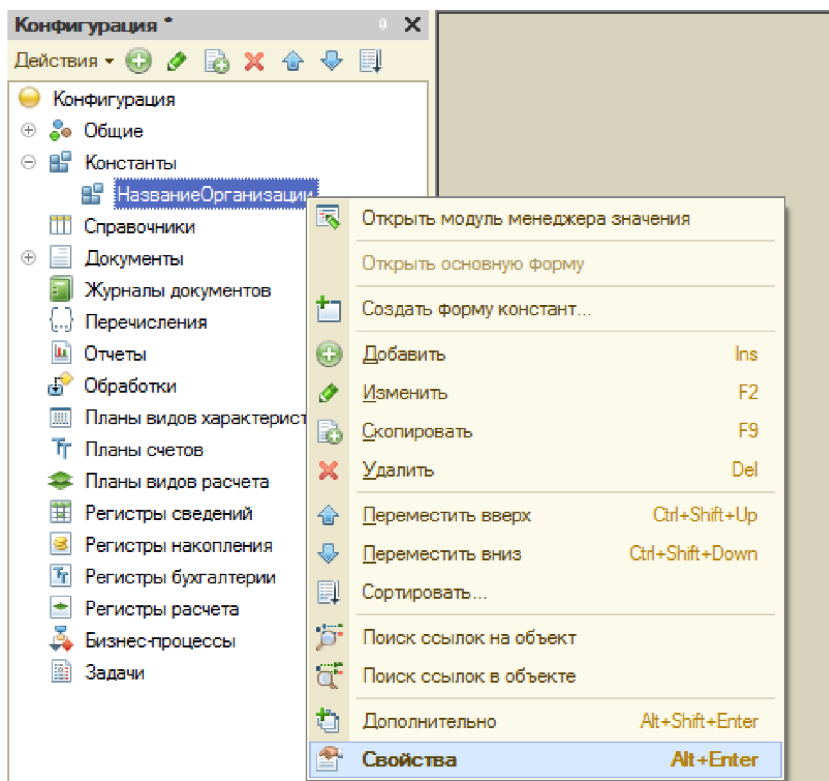 Конфигурация *
Действия
Конфигурация
Общие
Константы
НазваниеОрганизации
Справочники
Документы
Журналы документов
Перечисления
Отчеты
Обработки
Планы видов характерист
Планы счетов
Планы видов расчета
Регистры сведений
Регистры накопления
Регистры бухгалтерии
Регистры расчета
Бизнес-процессы
Задачи
Открыть модуль менеджера значения
Открыть основную форму
Создать форму констант...
Добавить Ins
Изменить F2
Скопировать F9
Удалить Del
Переместить вверх Ctrl+Shift+Up
Переместить вниз Ctrl+Shift+Down
Сортировать...
Поиск ссылок на объект
Поиск ссылок в объекте
Дополнительно Alt+Shift+Enter
Свойства Alt+Enter